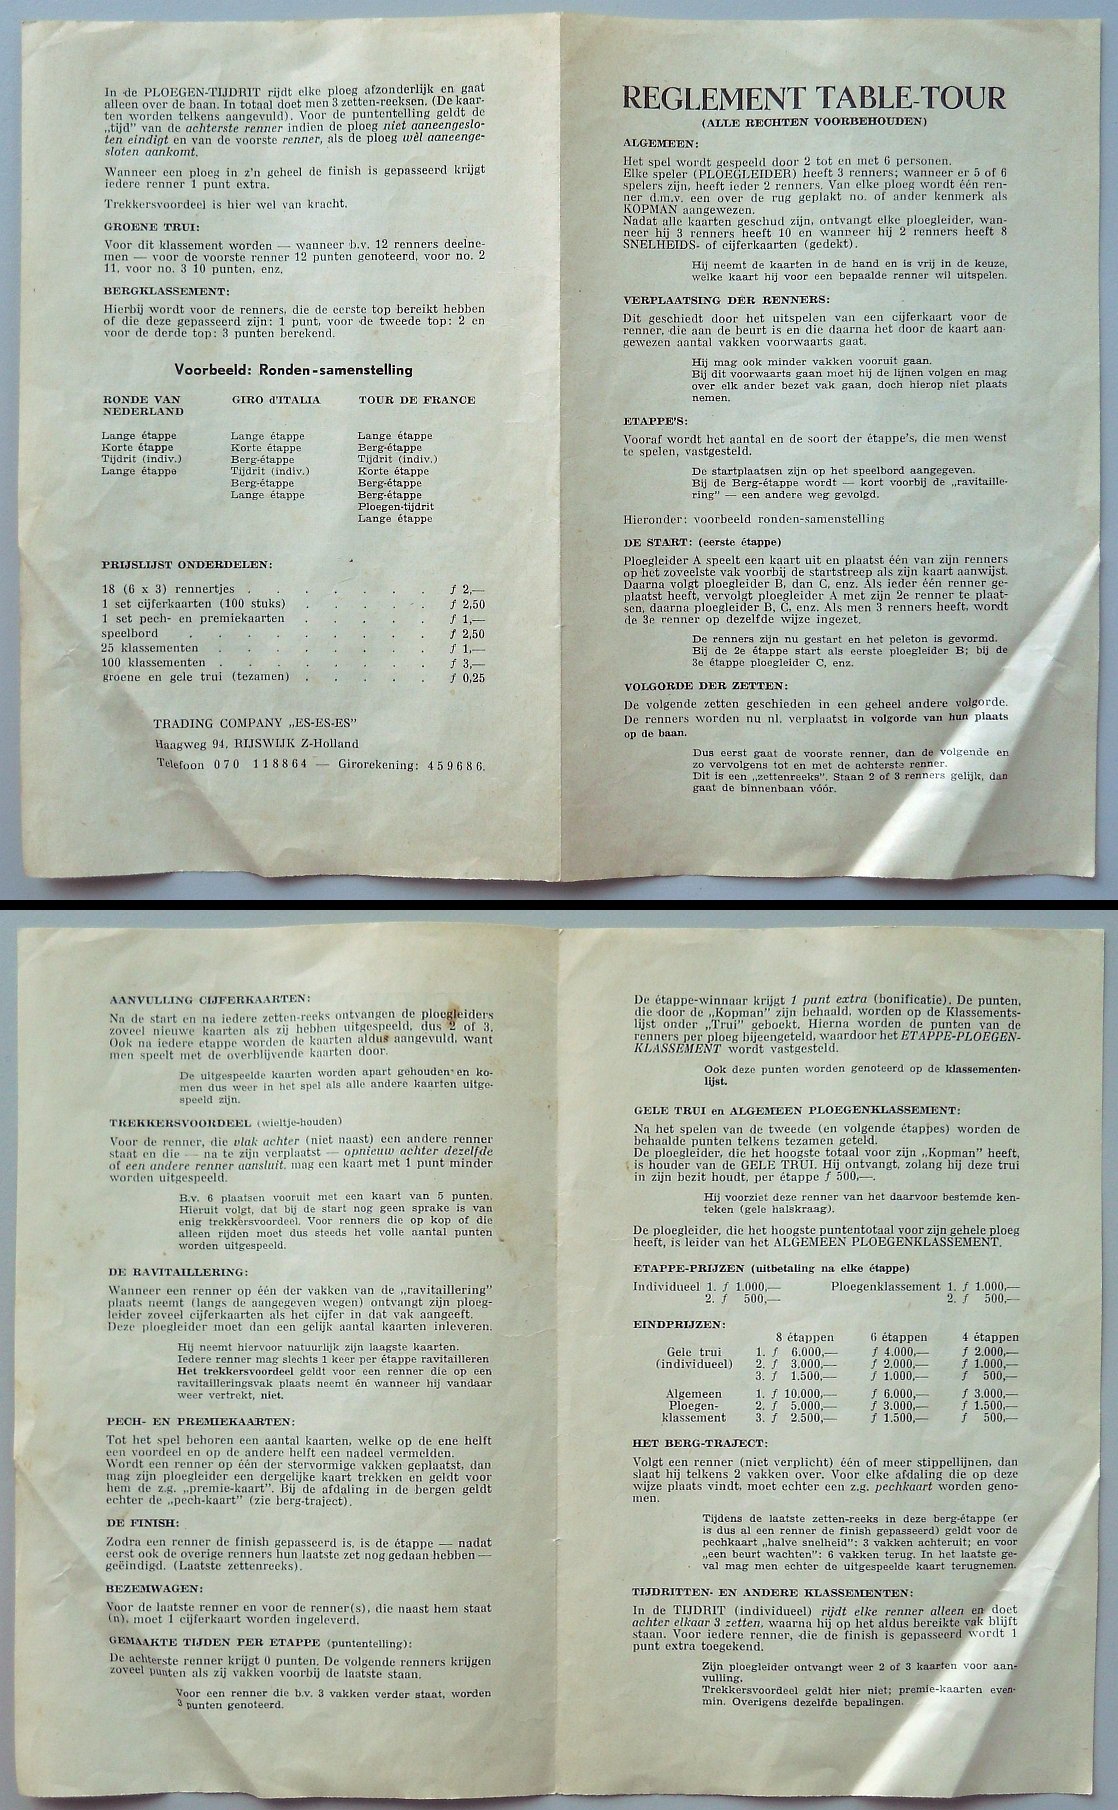 In de PLOEGEN-TIJDRIT rijdt elke ploeg afzonderlijk en gaat
alleen over de baan. In totaal doet men 3 zetten-reeksen. (De kaar-
ten worden telkens aangevuld). Voor de puntentelling geldt de
„tijd" van de achterste renner indien de ploeg niet aaneengeslo-
ten eindigt en van de voorste renner, als de ploeg wèl aaneenge-
sloten aankomt.
Wanneer een ploeg in z'n geheel de finish is gepasseerd krijgt
iedere renner 1 punt extra.
Trekkersvoordeel is hier wel van kracht.
GROENE TRUI:
Voor dit klassement worden — wanneer b.v. 12 renners deelne-
men — voor de voorste renner 12 punten genoteerd, voor no. 2
11, voor no. 3 10 punten, enz.
BERGKLASSEMENT:
Hierbij wordt voor de renners, die de eerste top bereikt hebben
of die deze gepasseerd zijn: 1 punt, voor de tweede top: 2 en
voor de derde top: 3 punten berekend.
Voorbeeld: Ronden-samenstelling
RONDE VAN NEDERLAND
Lange étappe
Korte étappe
Tijdrit (indiv.)
Lange étappe
GIRO d'ITALIA
Lange étappe
Korte étappe
Berg-étappe
Tijdrit (indiv.)
Berg-étappe
Lange étappe
TOUR DE FRANCE
Lange étappe
Berg-étappe
Tijdrit (indiv.)
Korte étappe
Berg-étappe
Berg-étappe
Ploegen-tijdrit
Lange étappe
PRIJSLIJST ONDERDELEN:
18 (6 x 3) rennertjes . . . . . . . f 2,—
1 set cijferkaarten (100 stuks) . . . . . f 2,50
1 set pech- en premiekaarten . . . . . f 1,—
speelbord . . . . . . . . . f 2,50
25 klassementen . . . . . . . . f 1,—
100 klassementen . . . . . . . . f 3,—
groene en gele trui (tezamen) . . . . . f 0,25
TRADING COMPANY „ES-ES-ES"
Haagweg 94, RIJSWIJK Z-Holland
Telefoon 070 118864 — Girorekening: 459686.
REGLEMENT TABLE-TOUR
(ALLE RECHTEN VOORBEHOUDEN)
ALGEMEEN:
Het spel wordt gespeeld door 2 tot en met 6 personen.
Elke speler (PLOEGLEIDER) heeft 3 renners; wanneer er 5 of 6
spelers zijn, heeft ieder 2 renners. Van elke ploeg wordt één ren-
ner d.m.v. een over de rug geplakt no. of ander kenmerk als
KOPMAN aangewezen.
Nadat alle kaarten geschud zijn, ontvangt elke ploegleider, wan-
neer hij 3 renners heeft 10 en wanneer hij 2 renners heeft 8
SNELHEIDS- of cijferkaarten (gedekt).
Hij neemt de kaarten in de hand en is vrij in de keuze,
welke kaart hij voor een bepaalde renner wil uitspelen.
VERPLAATSING DER RENNERS:
Dit geschiedt door het uitspelen van een cijferkaart voor de
renner, die aan de beurt is en die daarna het door de kaart aan-
gewezen aantal vakken voorwaarts gaat.
Hij mag ook minder vakken vooruit gaan.
Bij dit voorwaarts gaan moet hij de lijnen volgen en mag
over elk ander bezet vak gaan, doch hierop niet plaats
nemen.
ETAPPE'S:
Vooraf wordt het aantal en de soort der étappe's, die men wenst
te spelen, vastgesteld.
De startplaatsen zijn op het speelbord aangegeven.
Bij de Berg-étappe wordt — kort voorbij de „ravitaille-
ring" — een andere weg gevolgd.
Hieronder: voorbeeld ronden-samenstelling
DE START: (eerste étappe)
Ploegleider A speelt een kaart uit en plaatst één van zijn renners
op het zoveelste vak voorbij de startstreep als zijn kaart aanwijst.
Daarna volgt ploegleider B, dan C, enz. Als ieder één renner ge-
plaatst heeft, vervolgt ploegleider A met zijn 2e renner te plaat-
sen, daarna ploegleider B, C, enz. Als men 3 renners heeft, wordt
de 3e renner op dezelfde wijze ingezet.
De renners zijn nu gestart en het peleton is gevormd.
Bij de 2e étappe start als eerste ploegleider B; bij de
3e étappe ploegleider C, enz.
VOLGORDE DER ZETTEN:
De volgende zetten geschieden in een geheel andere volgorde.
De renners worden nu nl. verplaatst in volgorde van hun plaats
op de baan.
Dus eerst gaat de voorste renner, dan de volgende en
zo vervolgens tot en met de achterste renner.
Dit is een „zettenreeks". Staan 2 of 3 renners gelijk, dan
gaat de binnenbaan vóór.
AANVULLING CIJFERKAARTEN:
Na de start en na iedere zetten-reeks ontvangen de ploegleiders
zoveel nieuwe kaarten als zij hebben uitgespeeld, dus 2 of 3.
Ook na iedere etappe worden de kaarten aldus aangevuld, want
men speelt met de overblijvende kaarten door.
De uitgespeelde kaarten worden apart gehouden en ko-
men dus weer in het spel als alle andere kaarten uitge-
speeld zijn.
TREKKERSVOORDEEL (wieltje-houden)
Voor de renner, die vlak achter (niet naast) een andere renner
staat en die — na te zijn verplaatst — opnieuw achter dezelfde
of een andere renner aansluit, mag een kaart met 1 punt minder
worden uitgespeeld.
B.v. 6 plaatsen vooruit met een kaart van 5 punten.
Hieruit volgt, dat bij de start nog geen sprake is van
enig trekkersvoordeel. Voor renners die op kop of die
alleen rijden moet dus steeds het volle aantal punten
worden uitgespeeld.
DE RAVITAILLERING:
Wanneer een renner op één der vakken van de „ravitaillering"
plaats neemt (langs de aangegeven wegen) ontvangt zijn ploeg-
leider zoveel cijferkaarten als het cijfer in dat vak aangeeft.
Deze ploegleider moet dan een gelijk aantal kaarten inleveren.
Hij neemt hiervoor natuurlijk zijn laagste kaarten.
Iedere renner mag slechts 1 keer per étappe ravitailleren
Het trekkersvoordeel geldt voor een renner die op een
ravitailleringsvak plaats neemt én wanneer hij vandaar
weer vertrekt, niet.
PECH- EN PREMIEKAARTEN:
Tot het spel behoren een aantal kaarten, welke op de ene helft
een voordeel en op de andere helft een nadeel vermelden.
Wordt een renner op één der stervormige vakken geplaatst, dan
mag zijn ploegleider een dergelijke kaart trekken en geldt voor
hem de z.g. „premie-kaart". Bij de afdaling in de bergen geldt
echter de „pech-kaart" (zie berg-traject).
DE FINISH:
Zodra een renner de finish gepasseerd is, is de étappe — nadat
eerst ook de overige renners hun laatste zet nog gedaan hebben —
geëindigd. (Laatste zettenreeks).
BEZEMWAGEN:
Voor de laatste renner en voor de renner(s), die naast hem staat
(n), moet 1 cijferkaart worden ingeleverd.
GEMAAKTE TIJDEN PER ETAPPE (puntentelling):
De achterste renner krijgt 0 punten. De volgende renners krijgen
zoveel punten als zij vakken voorbij de laatste staan.
Voor een renner die b.v. 3 vakken verder staat, worden
3 punten genoteerd.
De étappe-winnaar krijgt 1 punt extra (bonificatie). De punten,
die door de „Kopman" zijn behaald, worden op de Klassements-
lijst onder „Trui" geboekt. Hierna worden de punten van de
renners per ploeg bijeengeteld, waardoor het ETAPPE-PLOEGEN-
KLASSEMENT wordt vastgesteld.
Ook deze punten worden genoteerd op de klassementen-
lijst.
GELE TRUI en ALGEMEEN PLOEGENKLASSEMENT:
Na het spelen van de tweede (en volgende étappes) worden de
behaalde punten telkens tezamen geteld.
De ploegleider, die het hoogste totaal voor zijn „Kopman" heeft,
is houder van de GELE TRUI. Hij ontvangt, zolang hij deze trui
in zijn bezit houdt, per étappe f 500,—.
Hij voorziet deze renner van het daarvoor bestemde ken-
teken (gele halskraag).
De ploegleider, die het hoogste puntentotaal voor zijn gehele ploeg
heeft, is leider van het ALGEMEEN PLOEGENKLASSEMENT.
ETAPPE-PRIJZEN (uitbetaling na elke étappe)
Individueel 1. f 1.000,— Ploegenklassement 1. f 1.000,—
2. f 500,— 2. f 500,—
EINDPRIJZEN:
8 étappen 6 étappen 4 étappen
Gele trui 1. f 6.000,— f 4.000,— f 2.000,—
(individueel) 2. f 3.000,— f 2.000,— f 1.000,—
3. f 1.500,— f 1.000,— f 500,—
Algemeen 1. f 10.000,— f 6.000,— f 3.000,—
Ploegen- 2. f 5.000,— f 3.000,— f 1.500,—
klassement 3. f 2.500,— f 1.500,— f 500,—
HET BERG-TRAJECT:
Volgt een renner (niet verplicht) één of meer stippellijnen, dan
slaat hij telkens 2 vakken over. Voor elke afdaling die op deze
wijze plaats vindt, moet echter een z.g. pechkaart worden geno-
men.
Tijdens de laatste zetten-reeks in deze berg-étappe (er
is dus al een renner de finish gepasseerd) geldt voor de
pechkaart „halve snelheid": 3 vakken achteruit; en voor
„een beurt wachten": 6 vakken terug. In het laatste ge-
val mag men echter de uitgespeelde kaart terugnemen.
TIJDRITTEN- EN ANDERE KLASSEMENTEN:
In de TIJDRIT (individueel) rijdt elke renner alleen en doet
achter elkaar 3 zetten, waarna hij op het aldus bereikte vak blijft
staan. Voor iedere renner, die de finish is gepasseerd wordt 1
punt extra toegekend.
Zijn ploegleider ontvangt weer 2 of 3 kaarten voor aan-
vulling.
Trekkersvoordeel geldt hier niet; premie-kaarten even-
min. Overigens dezelfde bepalingen.